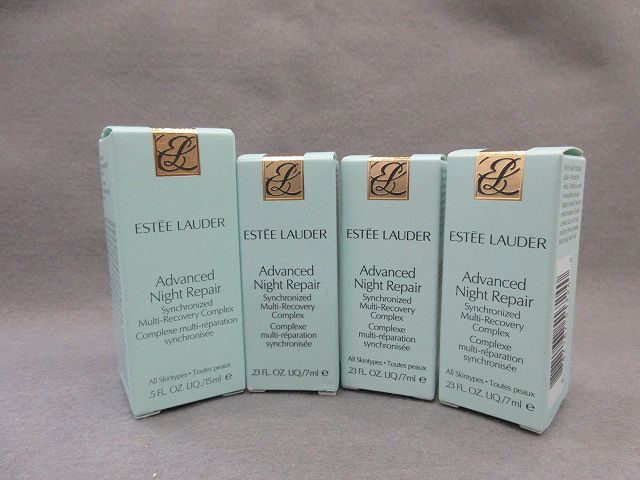 ESTĒE LAUDER
Advanced
Night Repair
Synchronized
Multi-Recovery Complex
Complexe multi-réparation
synchronisée
All Skintypes • Toutes peaux
.5 FL. OZ. LIQ./15ml e
ESTĒE LAUDER
Advanced
Night Repair
Synchronized
Multi-Recovery
Complex
Complexe
multi-réparation
synchronisée
.23 FL. OZ. LIQ./7ml e
ESTĒE LAUDER
Advanced
Night Repair
Synchronized
Multi-Recovery
Complex
Complexe
multi-réparation
synchronisée
All Skintypes • Toutes peaux
.23 FL. OZ. LIQ./7ml e
ESTĒE LAUDER
Advanced
Night Repair
Synchronized
Multi-Recovery
Complex
Complexe
multi-réparation
synchronisée
All Skintypes • Toutes peaux
.23 FL. OZ. LIQ./7ml e